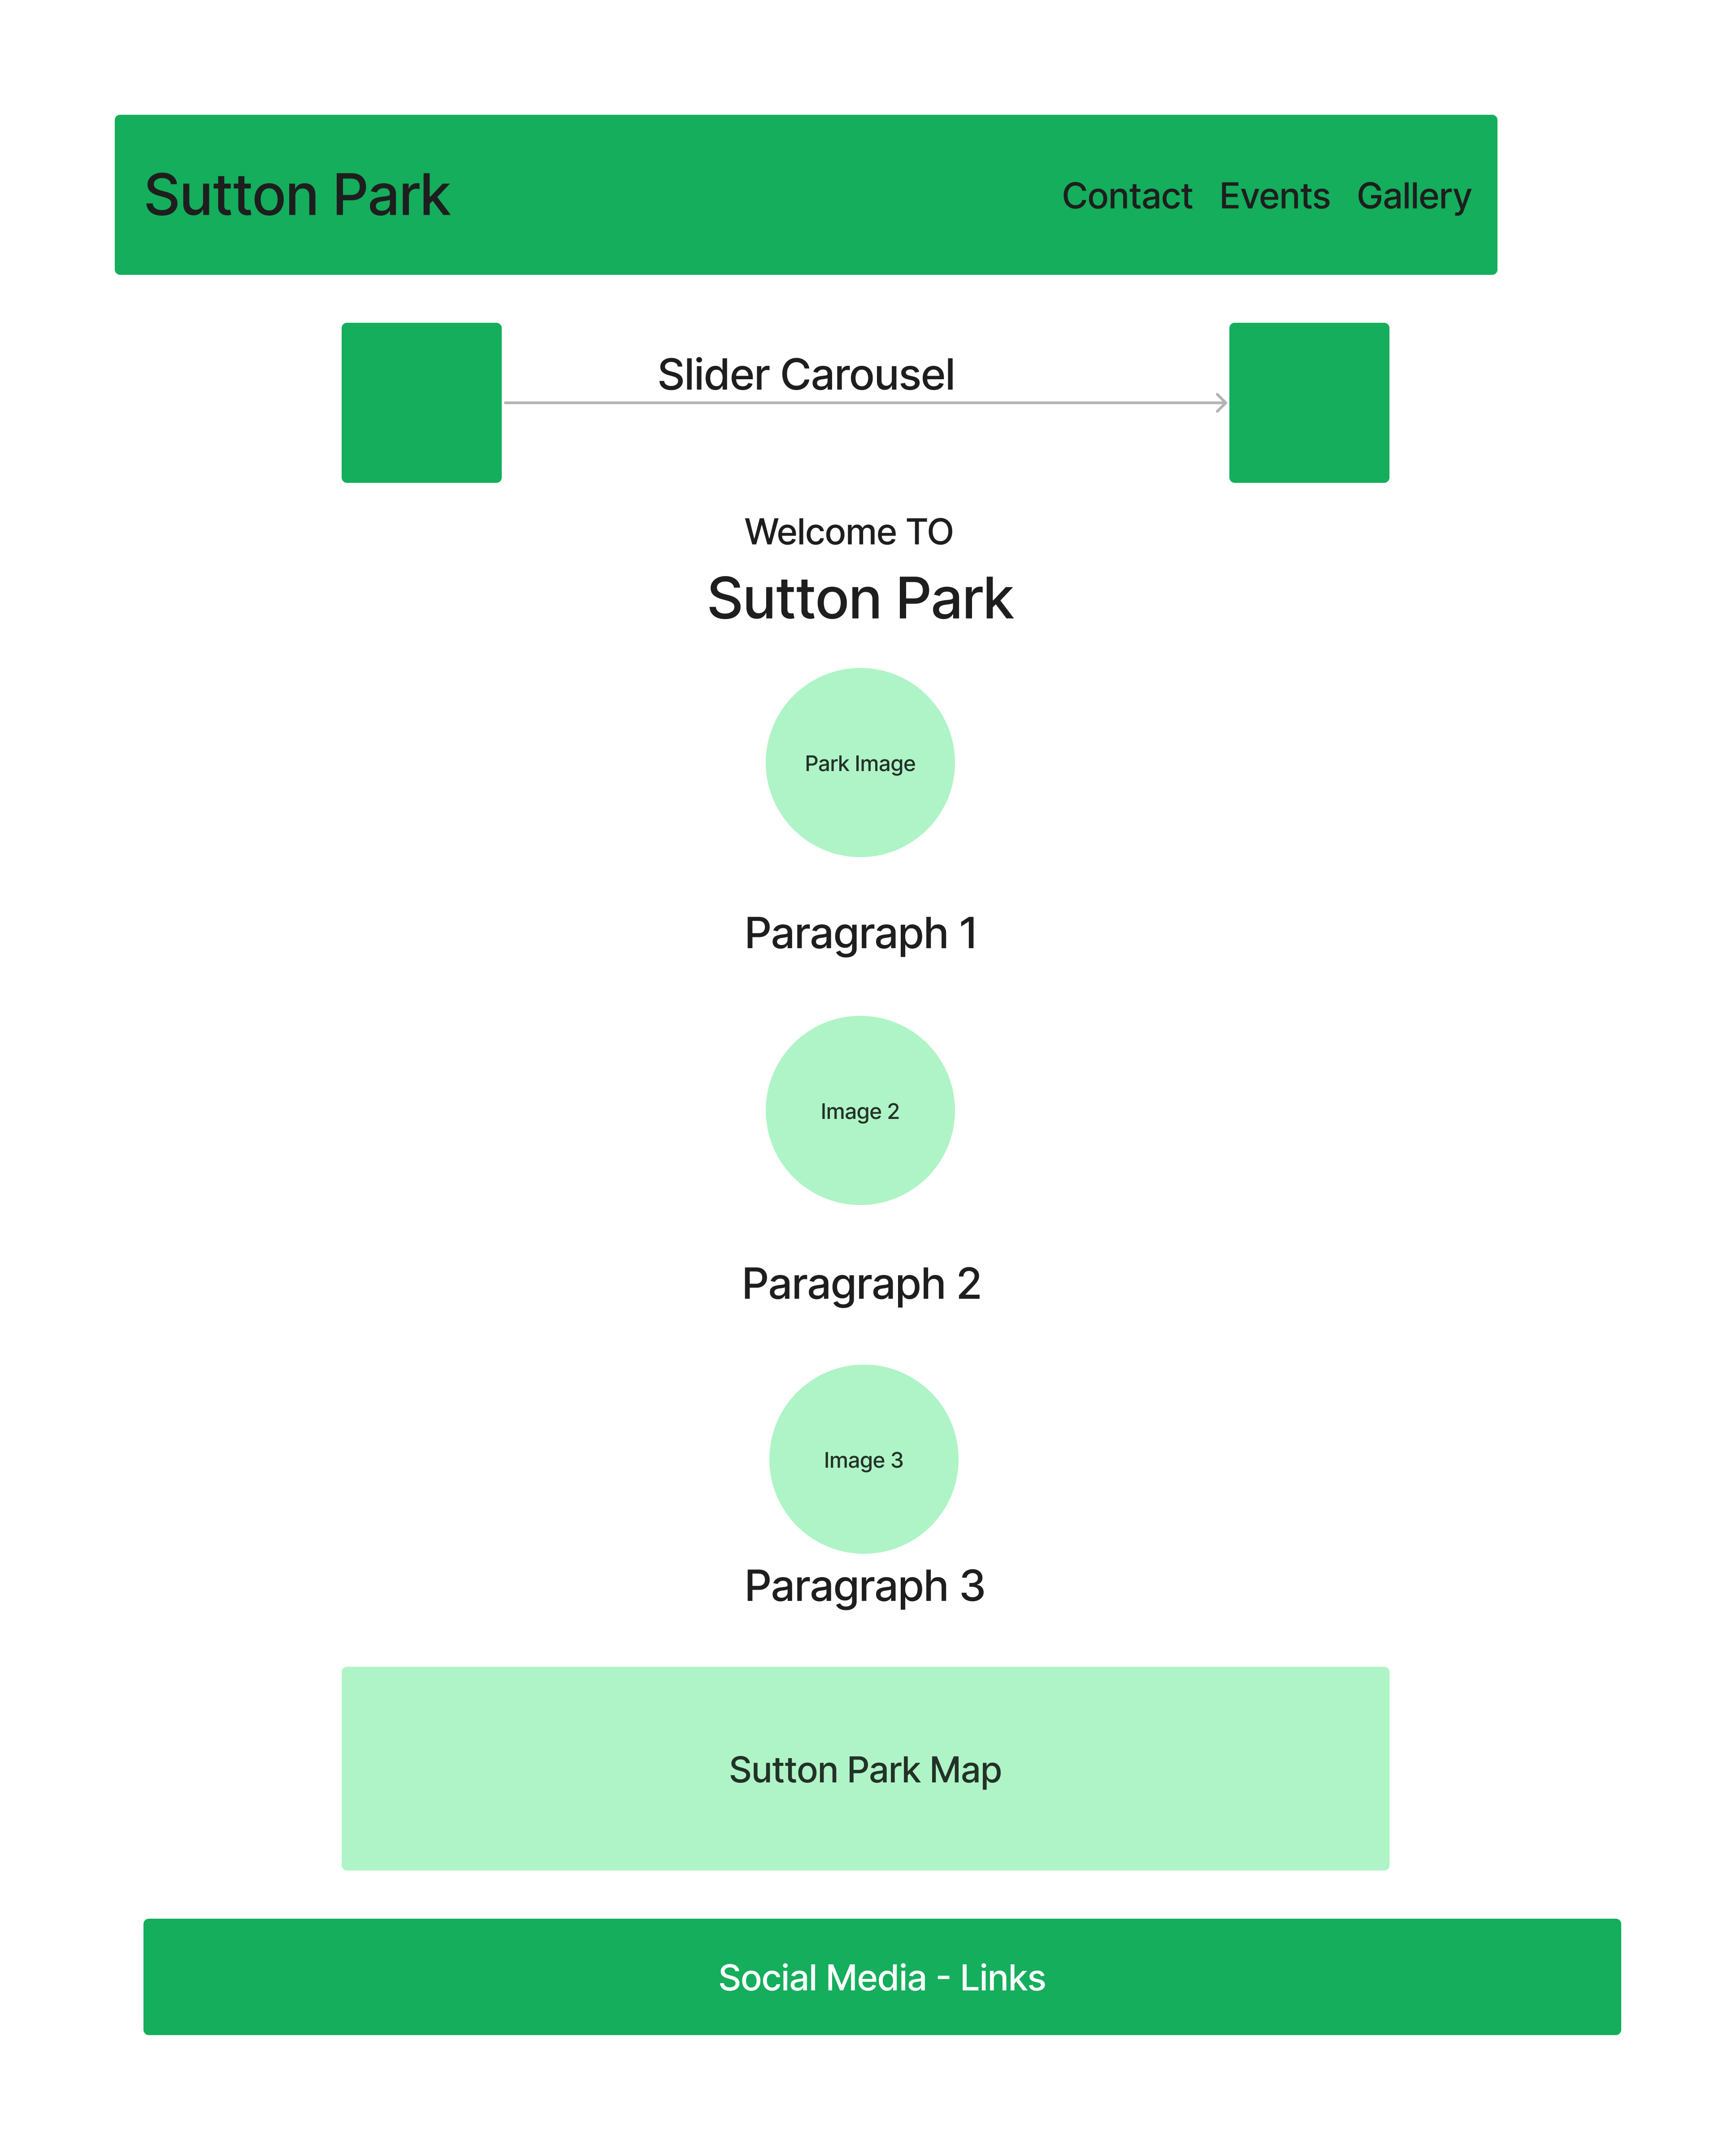 Sutton Park
Contact Events Gallery
Slider Carousel
Welcome TO
Sutton Park
Park Image
Paragraph 1
Image 2
Paragraph 2
Image 3
Paragraph 3
Sutton Park Map
Social Media - Links